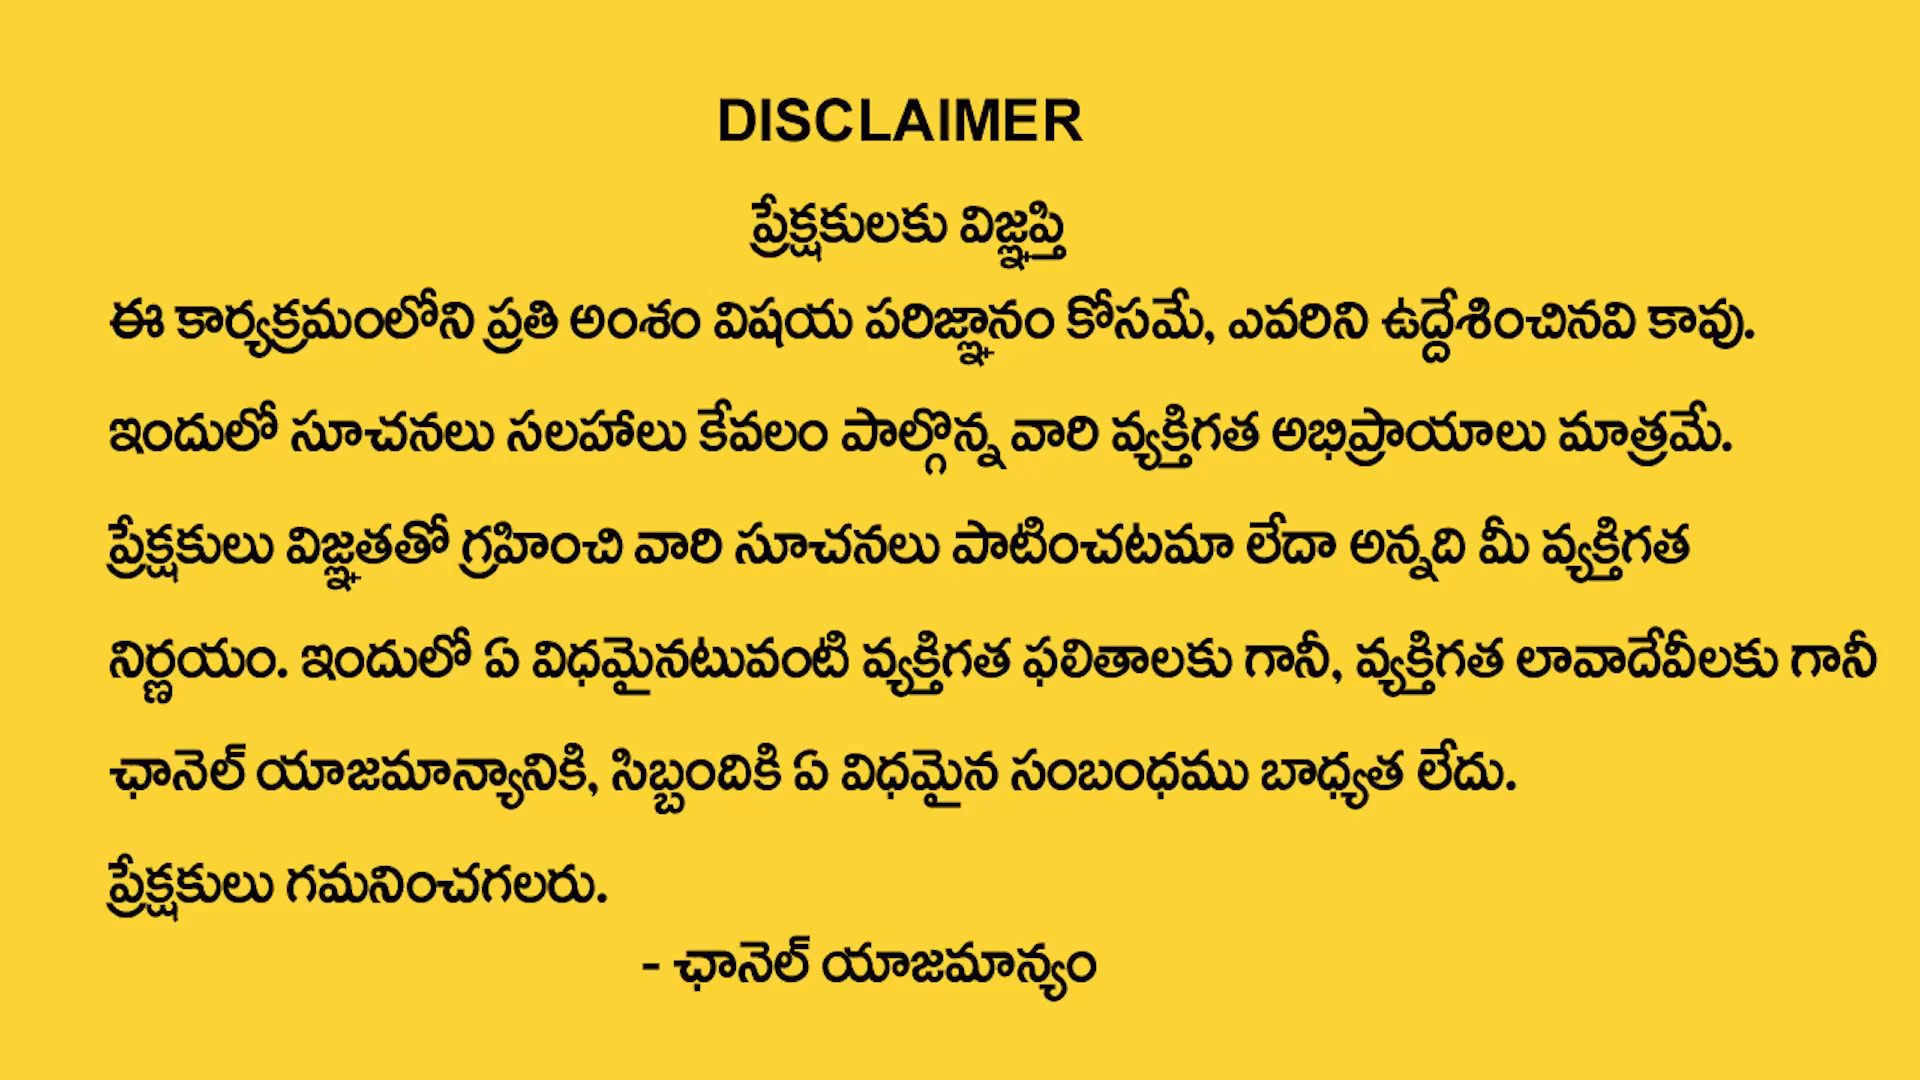 DISCLAIMER
ప్రేక్షకులకు విజ్ఞప్తి
ఈ కార్యక్రమంలోని ప్రతి అంశం విషయ పరిజ్ఞానం కోసమే, ఎవరిని ఉద్దేశించినవి కావు.
ఇందులో సూచనలు సలహాలు కేవలం పాల్గొన్న వారి వ్యక్తిగత అభిప్రాయాలు మాత్రమే.
ప్రేక్షకులు విజ్ఞతతో గ్రహించి వారి సూచనలు పాటించటమా లేదా అన్నది మీ వ్యక్తిగత
నిర్ణయం. ఇందులో ఏ విధమైనటువంటి వ్యక్తిగత ఫలితాలకు గానీ, వ్యక్తిగత లావాదేవీలకు గానీ
ఛానెల్ యాజమాన్యానికి, సిబ్బందికి ఏ విధమైన సంబంధము బాధ్యత లేదు.
ప్రేక్షకులు గమనించగలరు.
- ఛానెల్ యాజమాన్యం